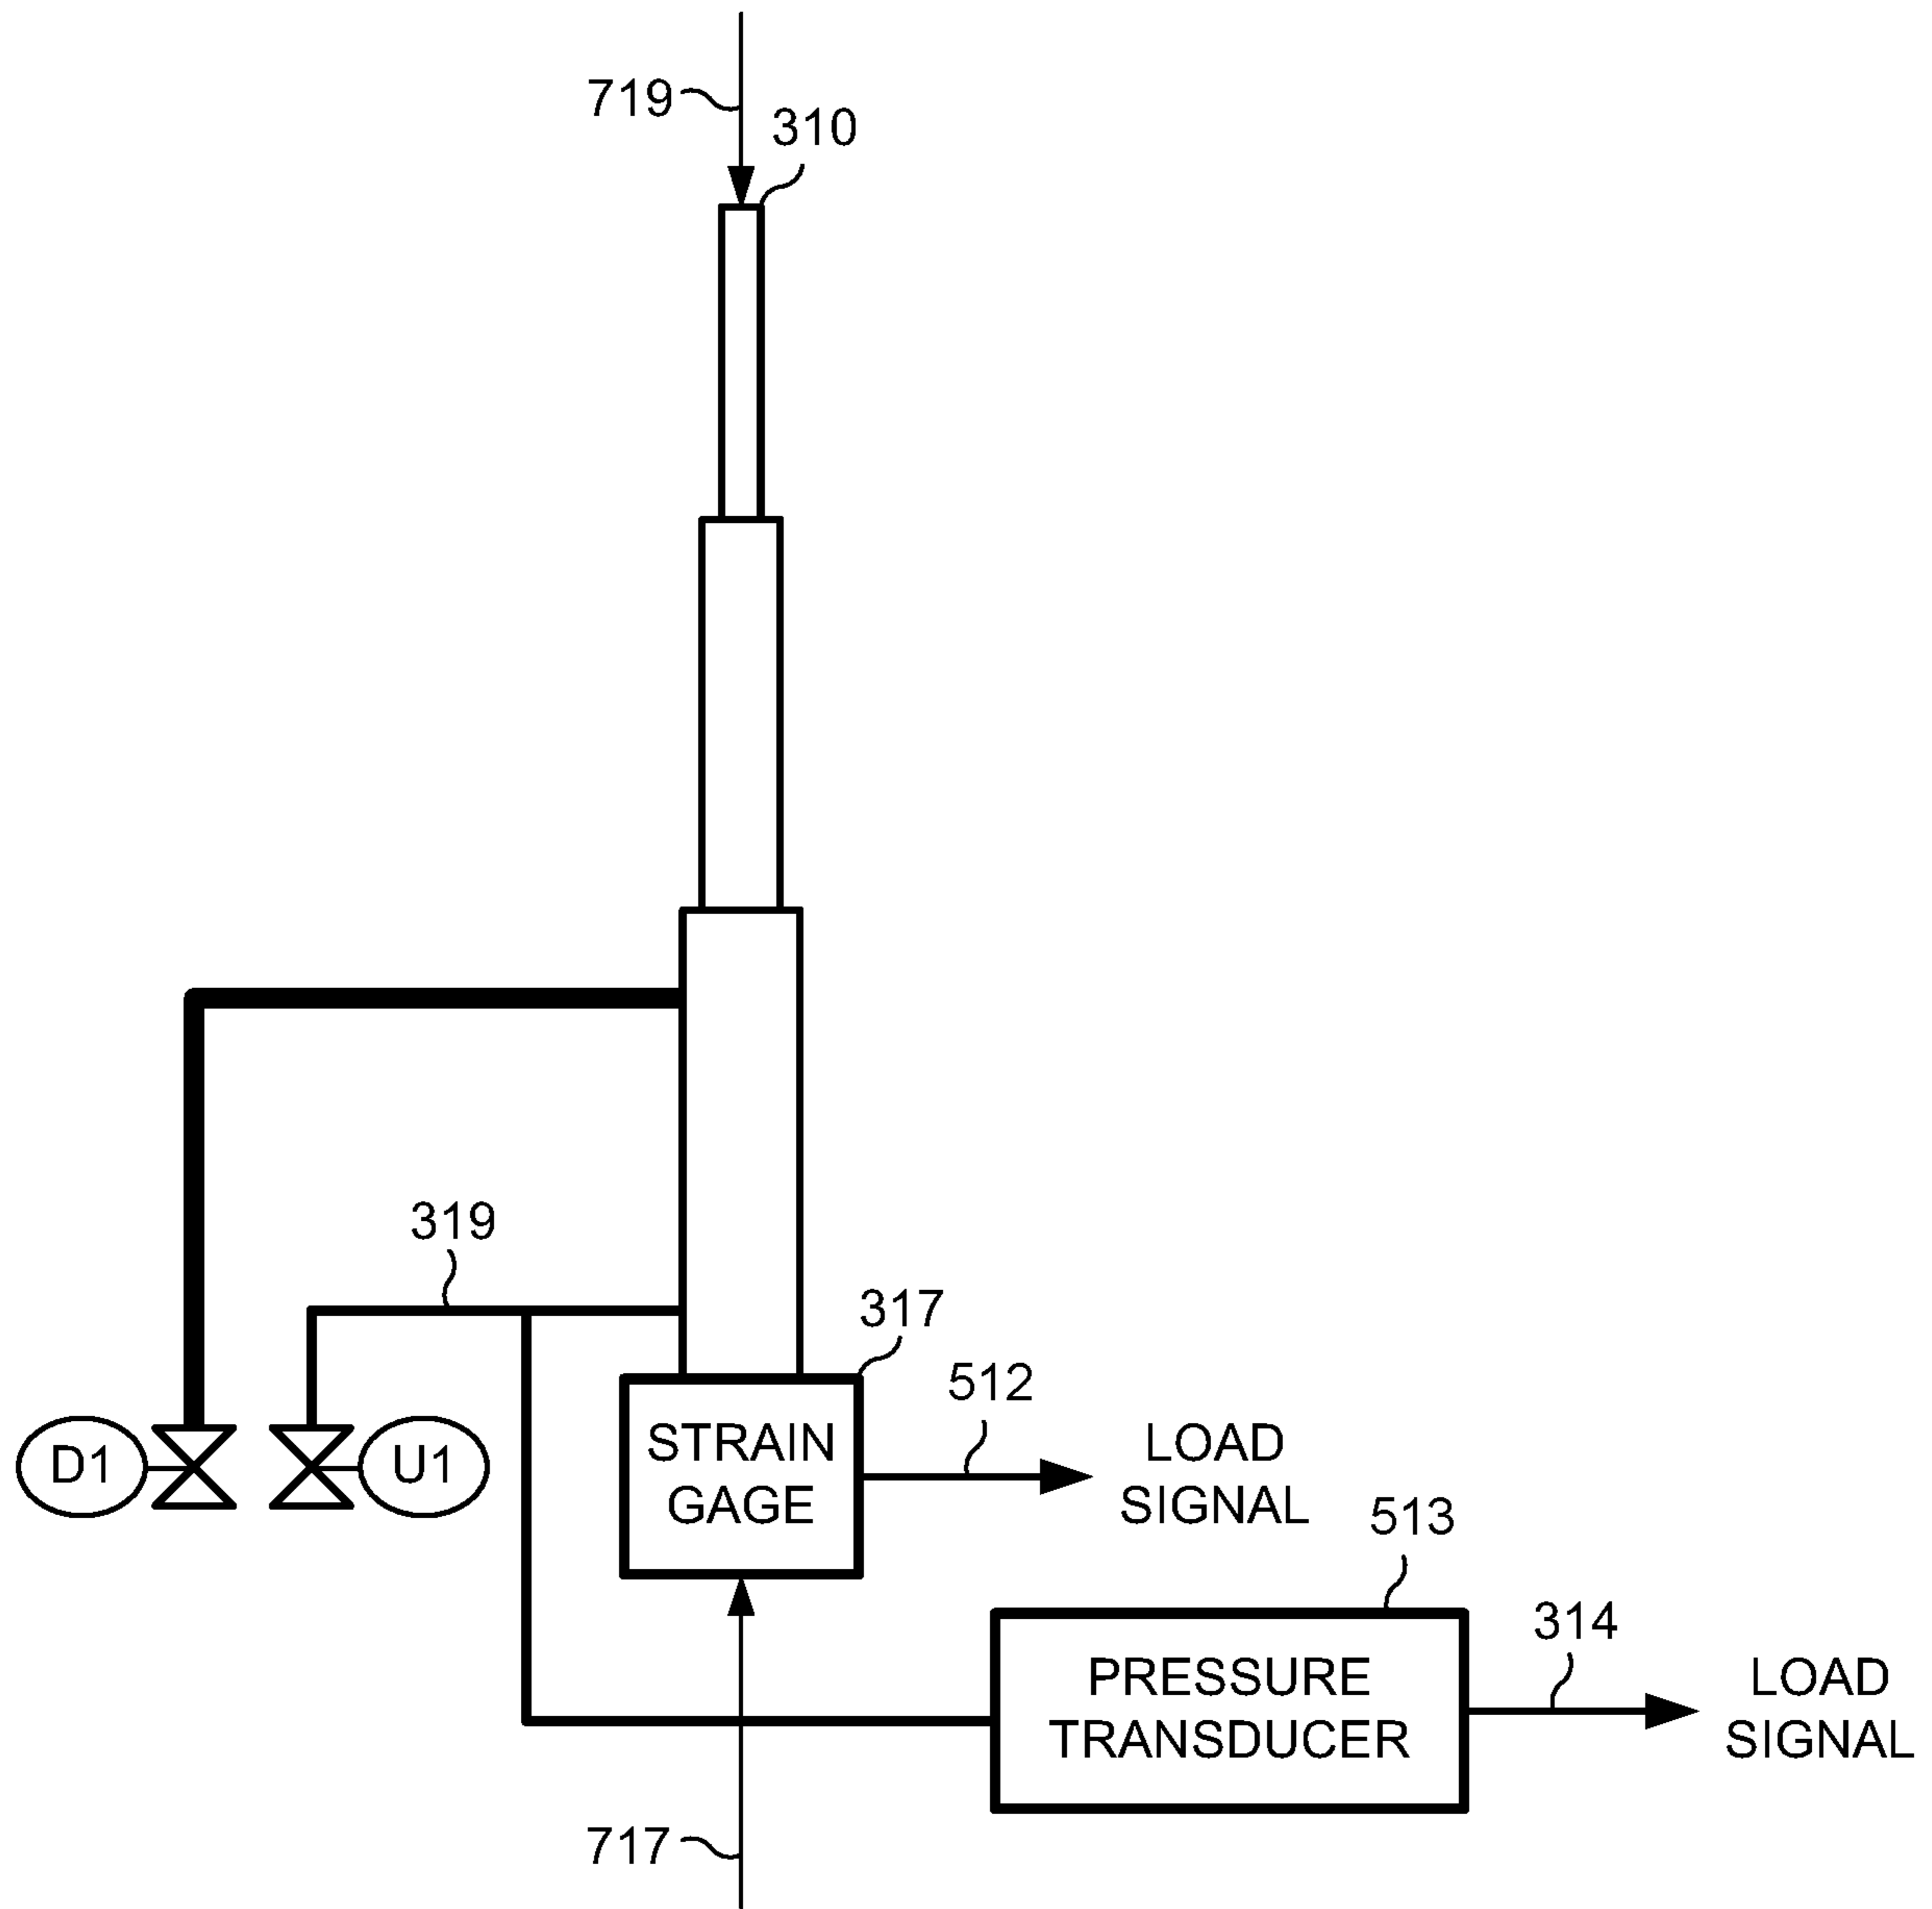 719
310
319
317
512
D1
U1
STRAIN
GAGE
LOAD
SIGNAL
513
314
PRESSURE
TRANSDUCER
LOAD
SIGNAL
717